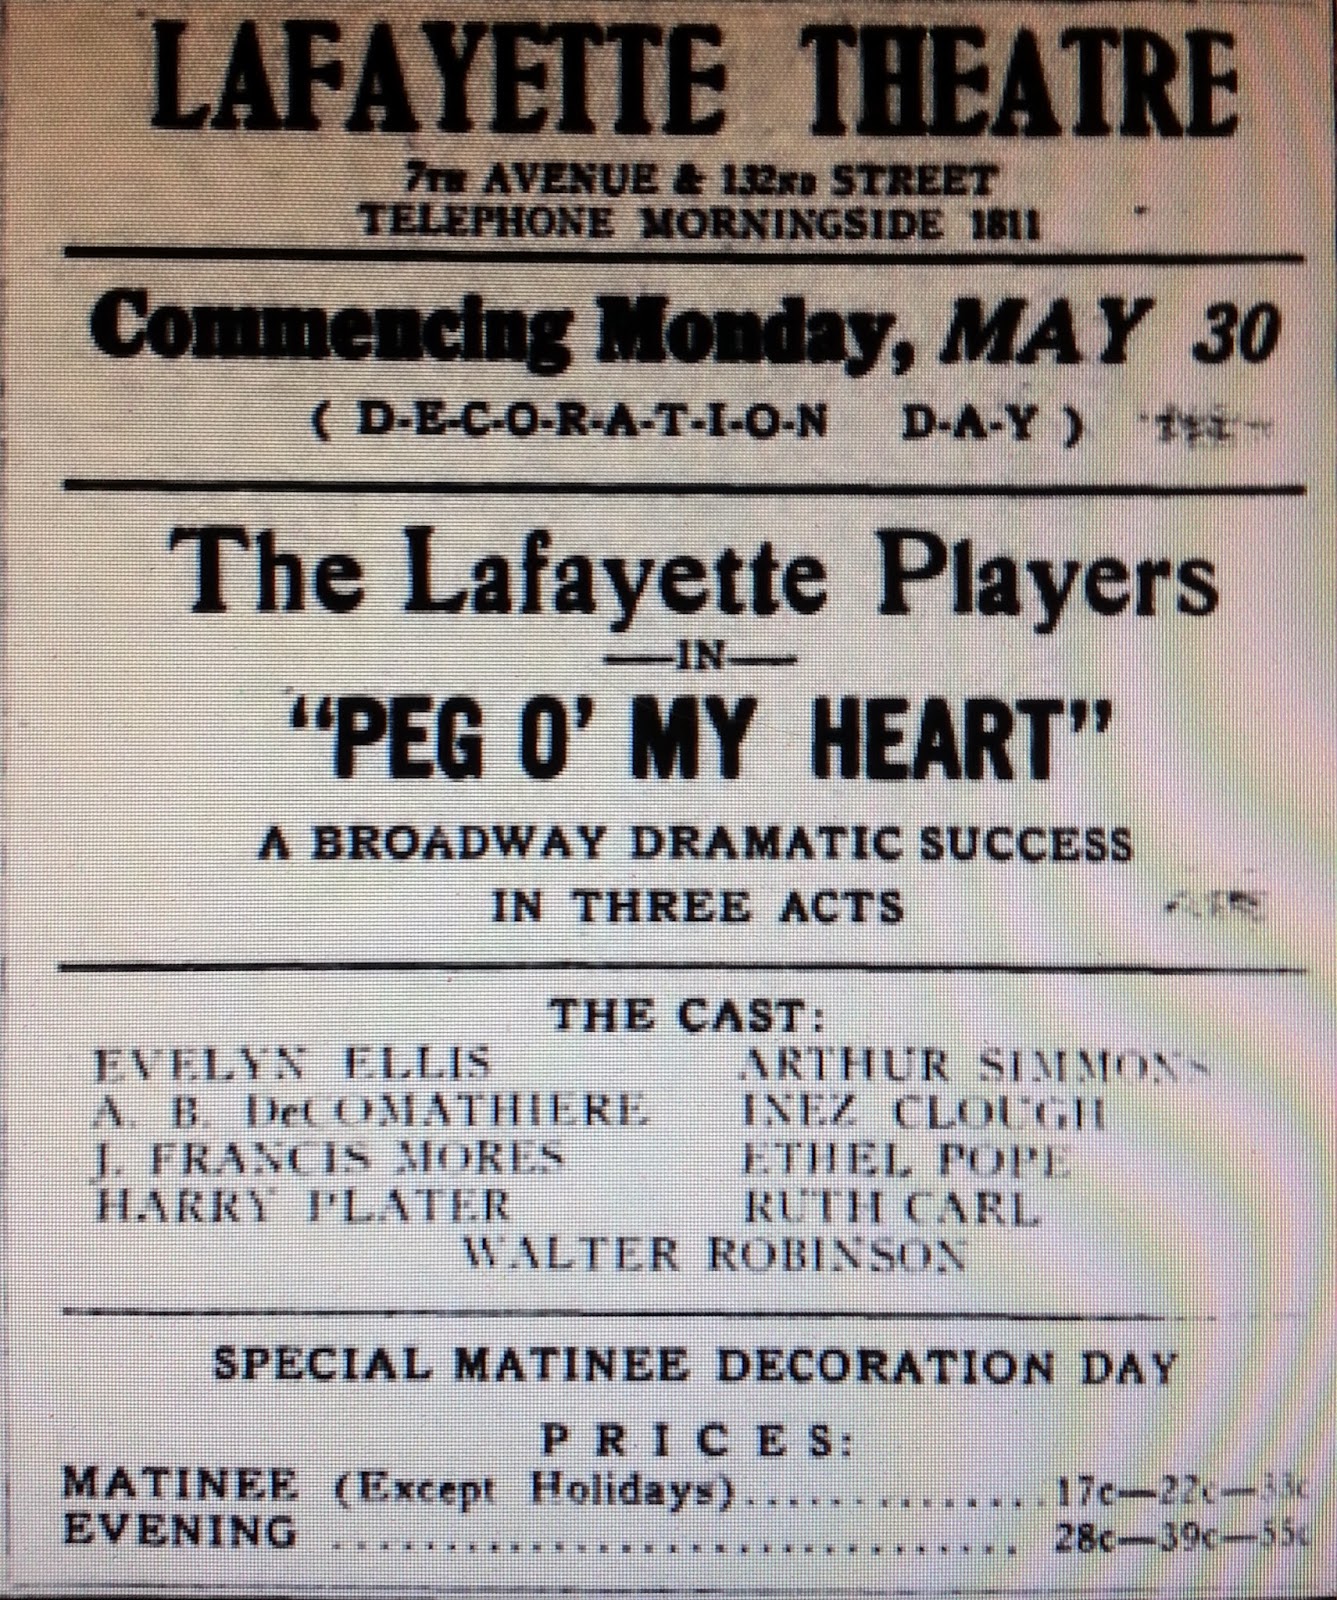 LAFAYETTE THEATRE
7TH AVENUE & 132ND STREET
TELEPHONE MORNINGSIDE 1811
Commencing Monday, MAY 30
( D-E-C-O-R-A-T-I-O-N D-A-Y )
The Lafayette Players
—IN—
"PEG O' MY HEART"
A BROADWAY DRAMATIC SUCCESS
IN THREE ACTS
THE CAST:
EVELYN ELLIS ARTHUR SIMMONS
A. B. DeCOMATHIERE INEZ CLOUGH
J. FRANCIS MORES ETHEL POPE
HARRY PLATER RUTH CARL
WALTER ROBINSON
SPECIAL MATINEE DECORATION DAY
PRICES:
MATINEE (Except Holidays).............. 17c—22c—33c
EVENING .............................. 28c—39c—55c